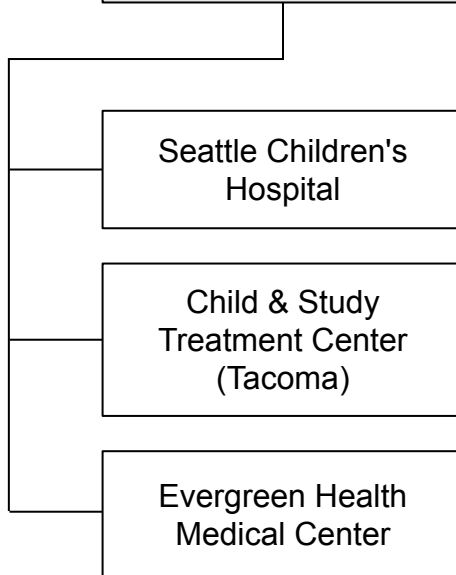 Seattle Children's
Hospital
Child & Study
Treatment Center
(Tacoma)
Evergreen Health
Medical Center